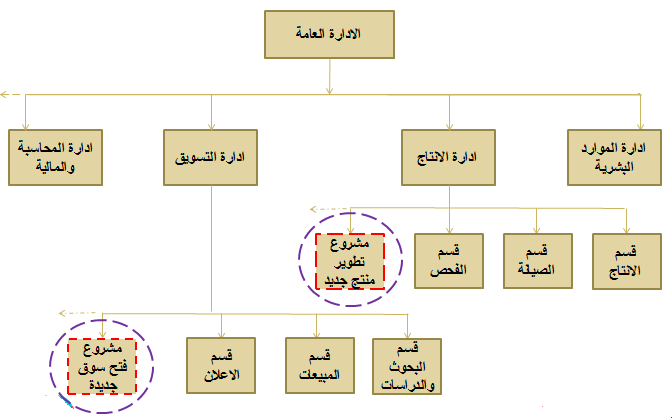 الادارة العامة
ادارة الموارد
البشرية
ادارة الانتاج
ادارة التسويق
ادارة المحاسبة
والمالية
قسم
الانتاج
قسم
الصيانة
قسم
الفحص
مشروع
تطوير
منتج جديد
قسم
البحوث
والدراسات
قسم
المبيعات
قسم
الاعلان
مشروع
فتح سوق
جديدة